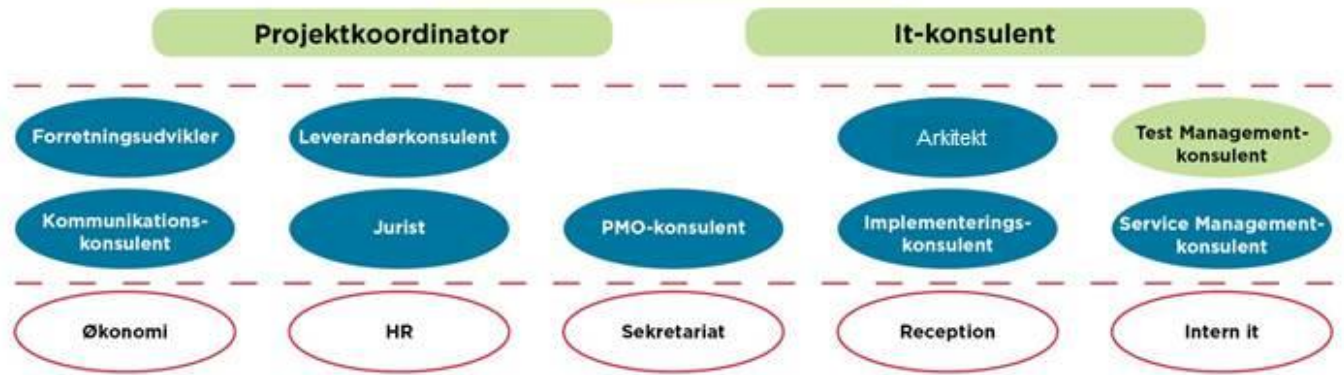 Projektkoordinator
It-konsulent
Forretningsudvikler
Leverandørkonsulent
Arkitekt
Test Management-
konsulent
Kommunikations-
konsulent
Jurist
PMO-konsulent
Implementerings-
konsulent
Service Management-
konsulent
Økonomi
HR
Sekretariat
Reception
Intern it